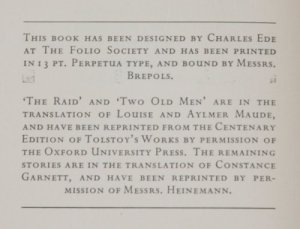 This book has been designed by Charles Ede
at The Folio Society and has been printed
in 13 pt. Perpetua type, and bound by Messrs.
Brepols.
‘The Raid’ and ‘Two Old Men’ are in the
translation of Louise and Aylmer Maude,
and have been reprinted from the Centenary
Edition of Tolstoy’s Works by permission of
the Oxford University Press. The remaining
stories are in the translation of Constance
Garnett, and have been reprinted by per-
mission of Messrs. Heinemann.